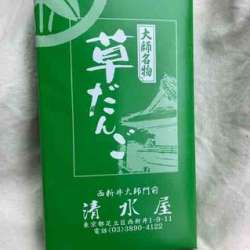 大師名物
草だんご
西新井大師門前
清水屋
東京都足立区西新井1-9-11
電話(03)3890-4122